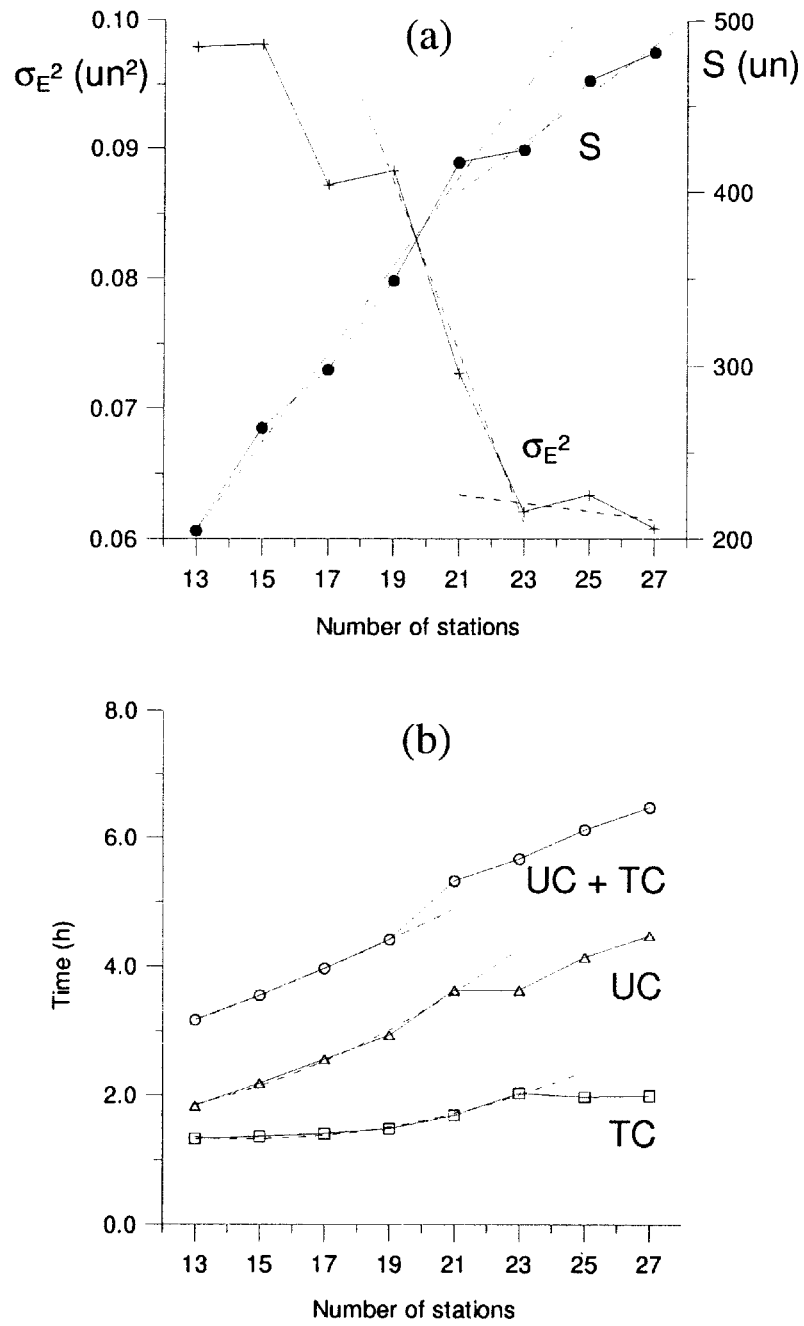 (a)
σE² (un²)
S (un)
0.10
0.09
0.08
0.07
0.06
500
400
300
200
S
σE²
13 15 17 19 21 23 25 27
Number of stations
(b)
8.0
6.0
4.0
2.0
0.0
Time (h)
UC + TC
UC
TC
13 15 17 19 21 23 25 27
Number of stations